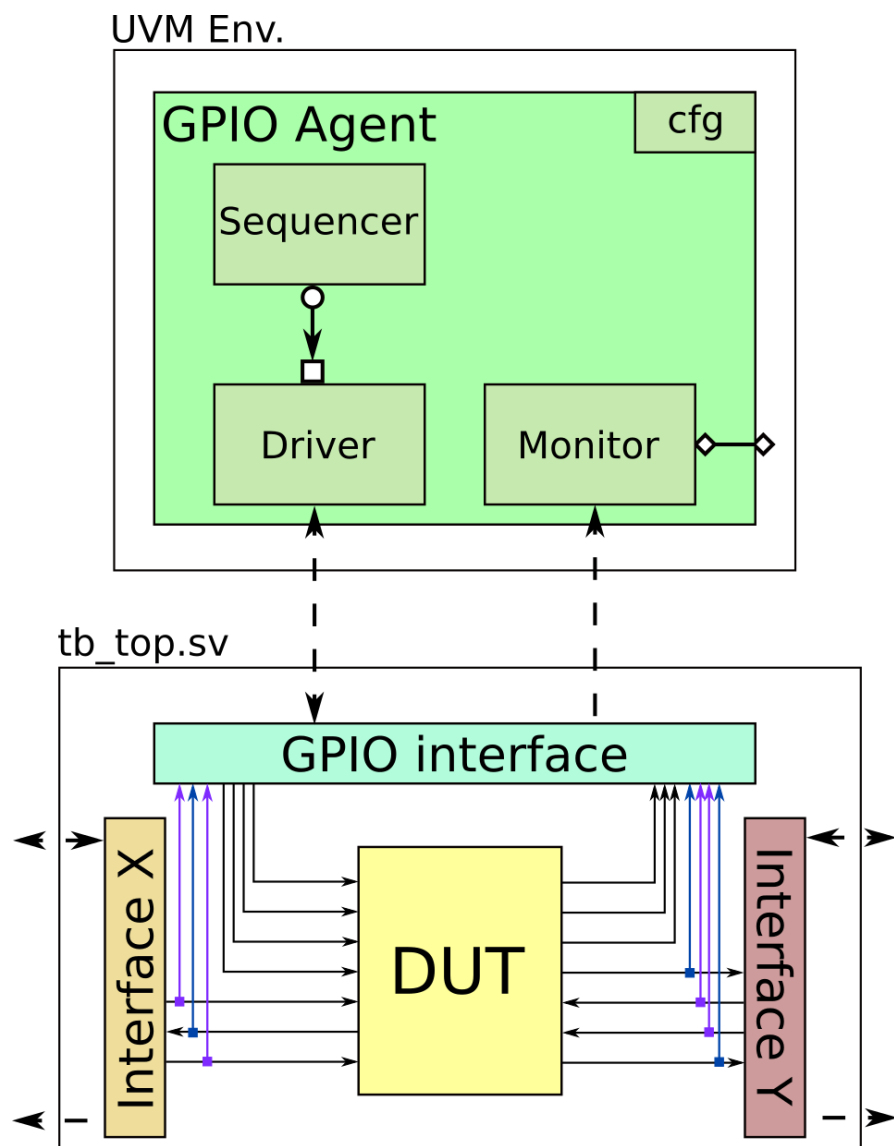 UVM Env.
GPIO Agent
cfg
Sequencer
Driver
Monitor
tb_top.sv
GPIO interface
Interface X
DUT
Interface Y